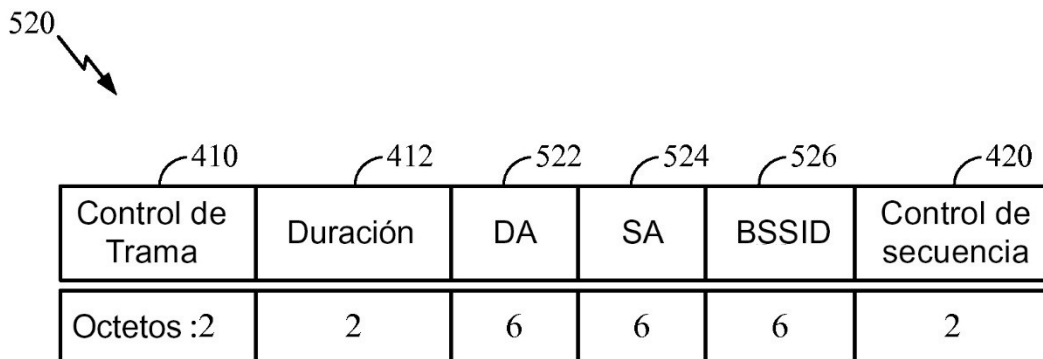 520
410
412
522
524
526
420
Control de
Trama
Duración
DA
SA
BSSID
Control de
secuencia
Octetos :2
2
6
6
6
2